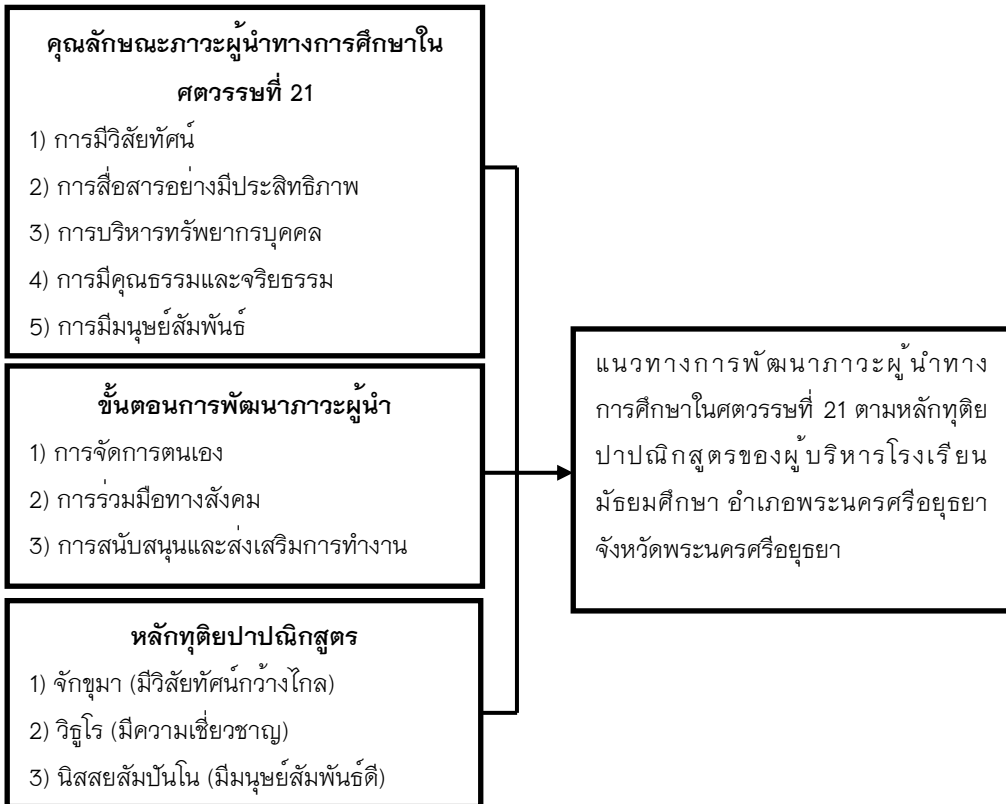 คุณลักษณะภาวะผู้นำทางการศึกษาใน
ศตวรรษที่ 21
1) การมีวิสัยทัศน์
2) การสื่อสารอย่างมีประสิทธิภาพ
3) การบริหารทรัพยากรบุคคล
4) การมีคุณธรรมและจริยธรรม
5) การมีมนุษย์สัมพันธ์
ขั้นตอนการพัฒนาภาวะผู้นำ
1) การจัดการตนเอง
2) การร่วมมือทางสังคม
3) การสนับสนุนและส่งเสริมการทำงาน
หลักทุติยปาปณิกสูตร
1) จักขุมา (มีวิสัยทัศน์กว้างไกล)
2) วิธูโร (มีความเชี่ยวชาญ)
3) นิสสยสัมปันโน (มีมนุษย์สัมพันธ์ดี)
แนวทางการพัฒนาภาวะผู้นำทาง
การศึกษาในศตวรรษที่ 21 ตามหลักทุติย
ปาปณิกสูตรของผู้บริหารโรงเรียน
มัธยมศึกษา อำเภอพระนครศรีอยุธยา
จังหวัดพระนครศรีอยุธยา